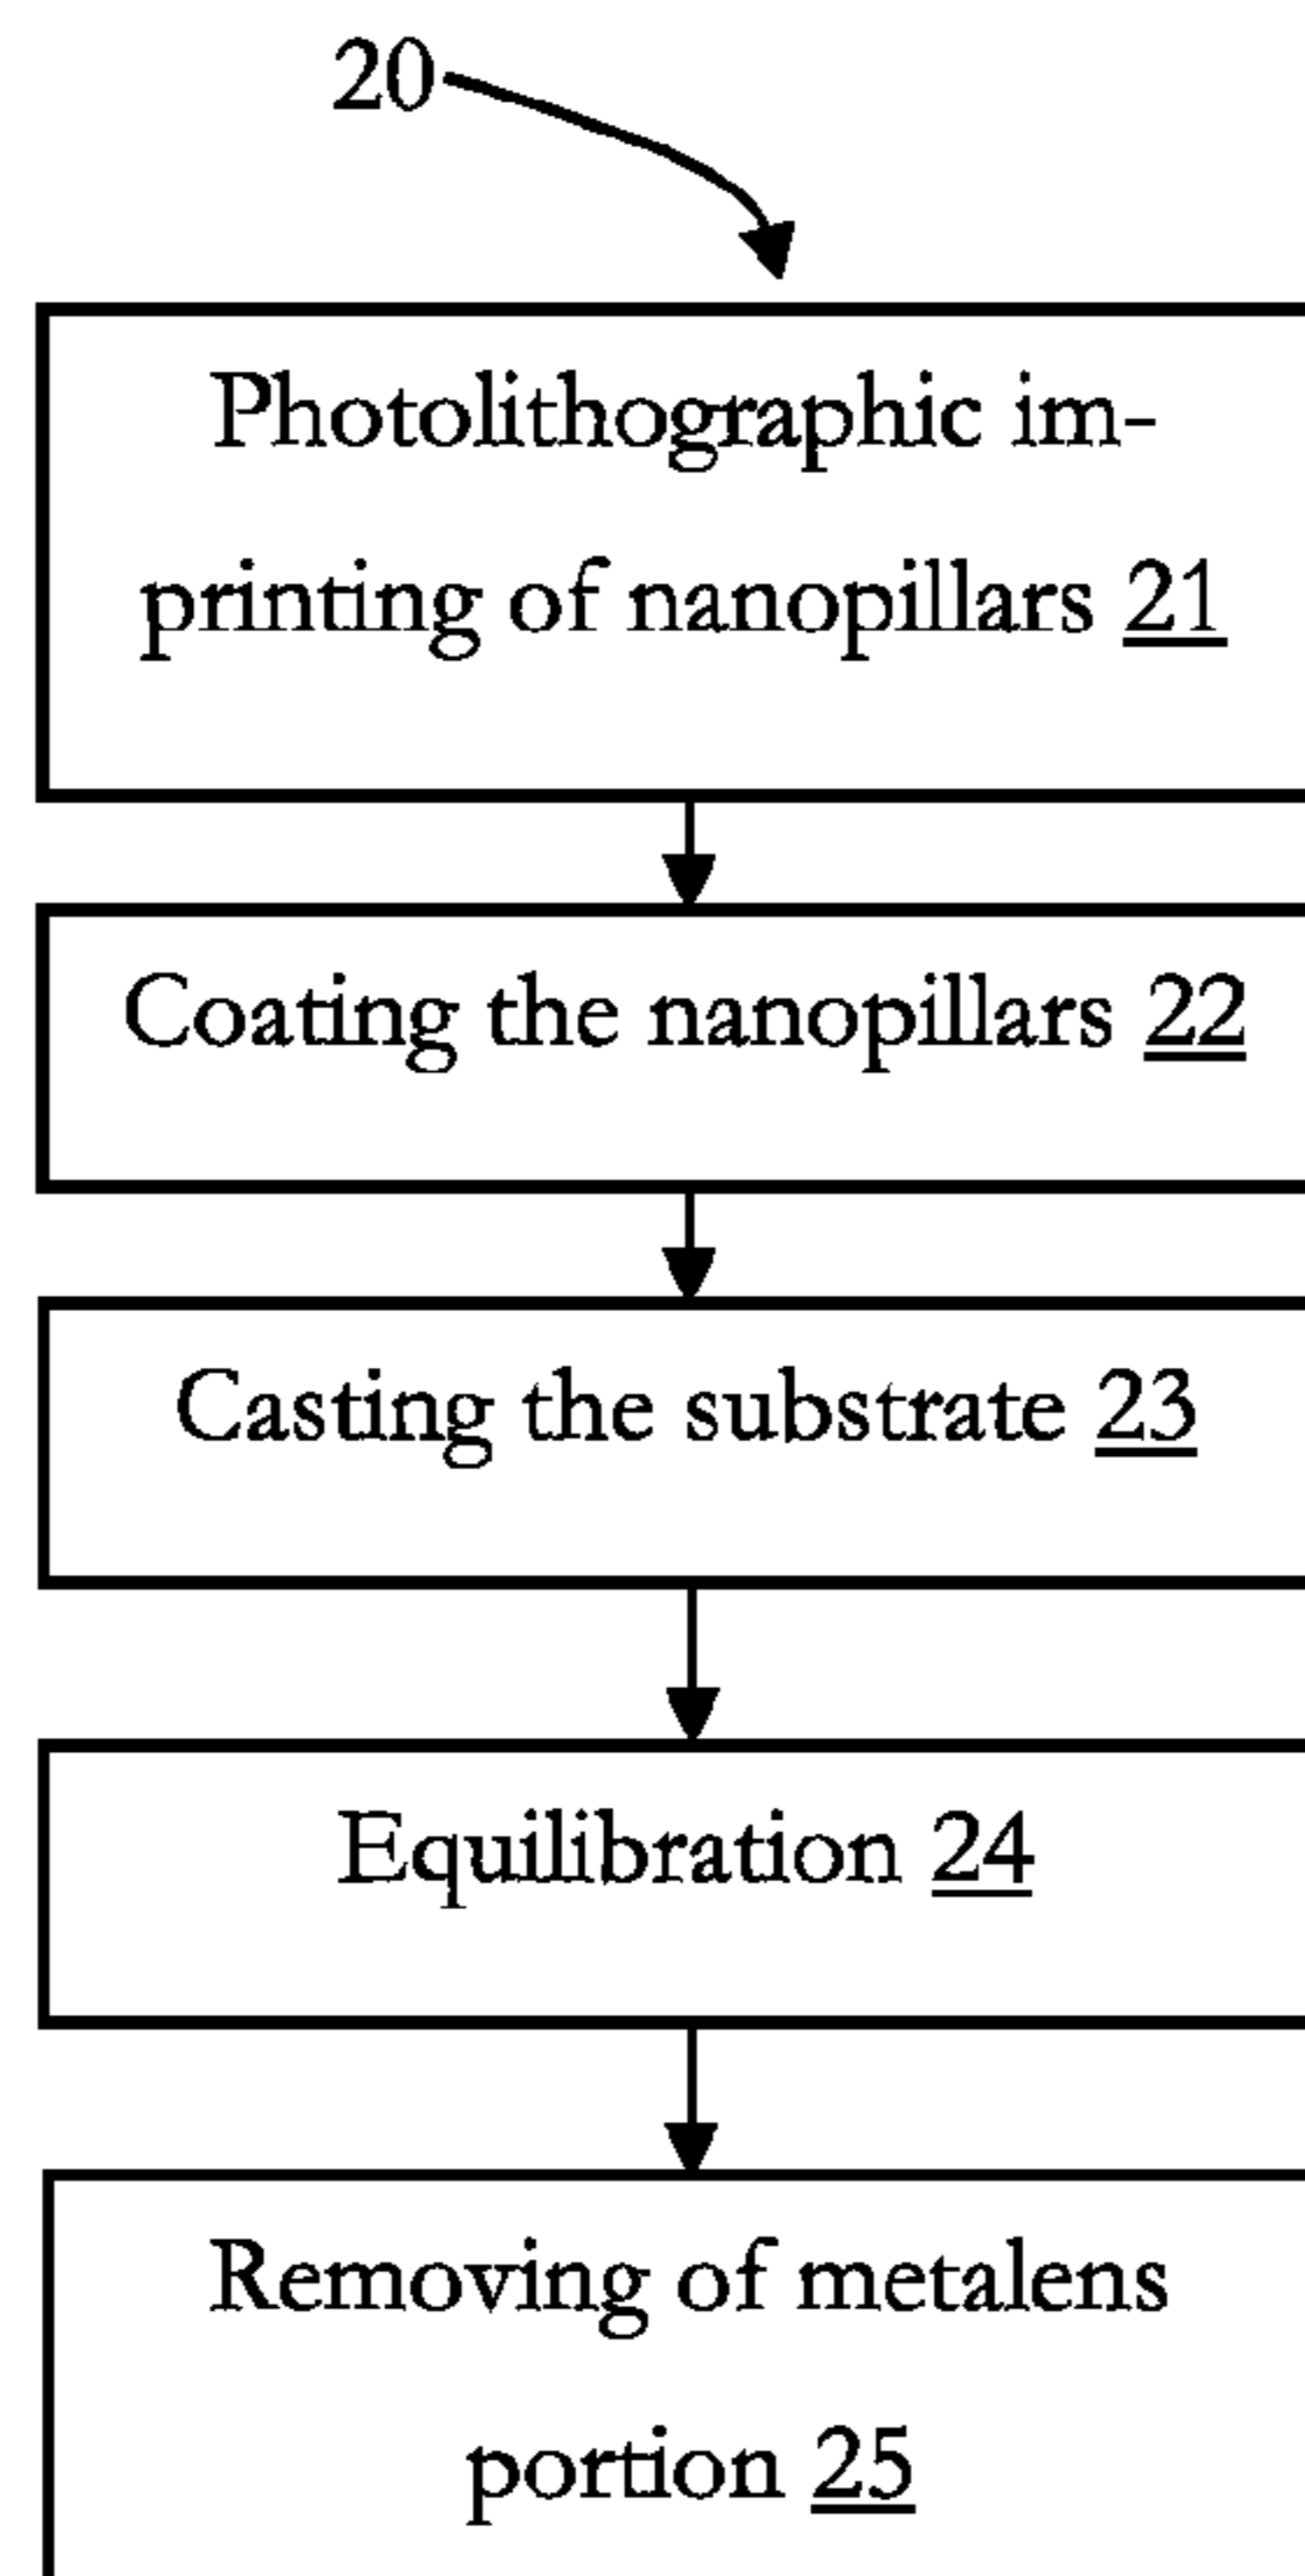 20
Photolithographic im-
printing of nanopillars 21
Coating the nanopillars 22
Casting the substrate 23
Equilibration 24
Removing of metalens
portion 25